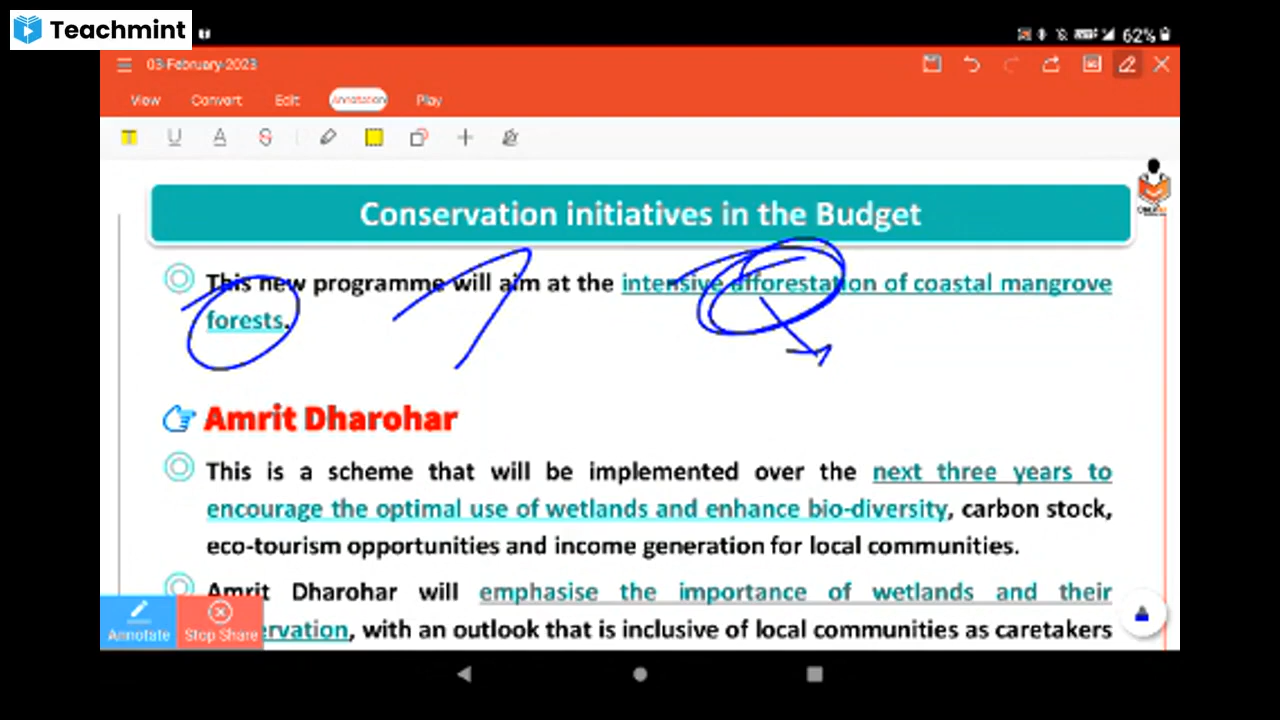 Teachmint
62%
03-February-2023
View Convert Edit Annotation Play
T U A S
Conservation initiatives in the Budget
This new programme will aim at the intensive afforestation of coastal mangrove
forests.
Amrit Dharohar
This is a scheme that will be implemented over the next three years to
encourage the optimal use of wetlands and enhance bio-diversity, carbon stock,
eco-tourism opportunities and income generation for local communities.
Amrit Dharohar will emphasise the importance of wetlands and their
ervation, with an outlook that is inclusive of local communities as caretakers
Annotate Stop Share